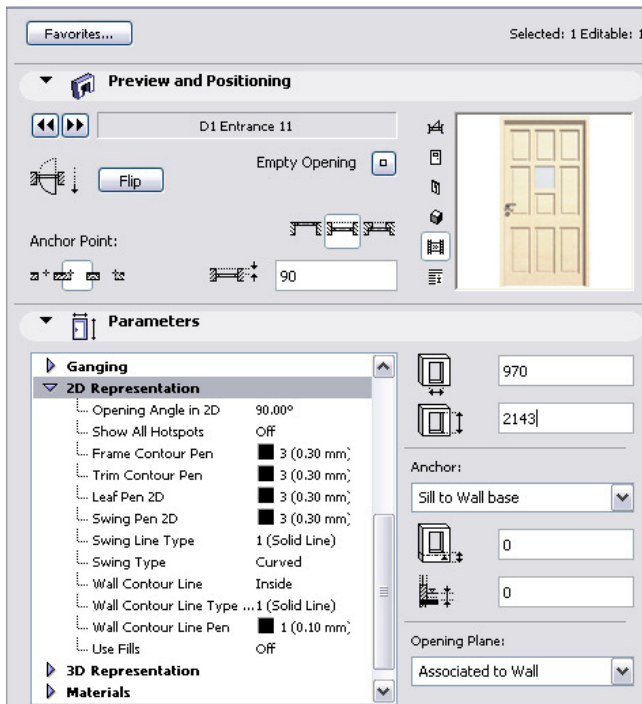 Favorites...
Selected: 1 Editable: 1
Preview and Positioning
D1 Entrance 11
Empty Opening
Flip
Anchor Point:
90
Parameters
Ganging
2D Representation
Opening Angle in 2D 90.00º
Show All Hotspots Off
Frame Contour Pen 3 (0.30 mm)
Trim Contour Pen 3 (0.30 mm)
Leaf Pen 2D 3 (0.30 mm)
Swing Pen 2D 3 (0.30 mm)
Swing Line Type 1 (Solid Line)
Swing Type Curved
Wall Contour Line Inside
Wall Contour Line Type ...1 (Solid Line)
Wall Contour Line Pen 1 (0.10 mm)
Use Fills Off
3D Representation
Materials
970
2143
Anchor:
Sill to Wall base
0
0
Opening Plane:
Associated to Wall